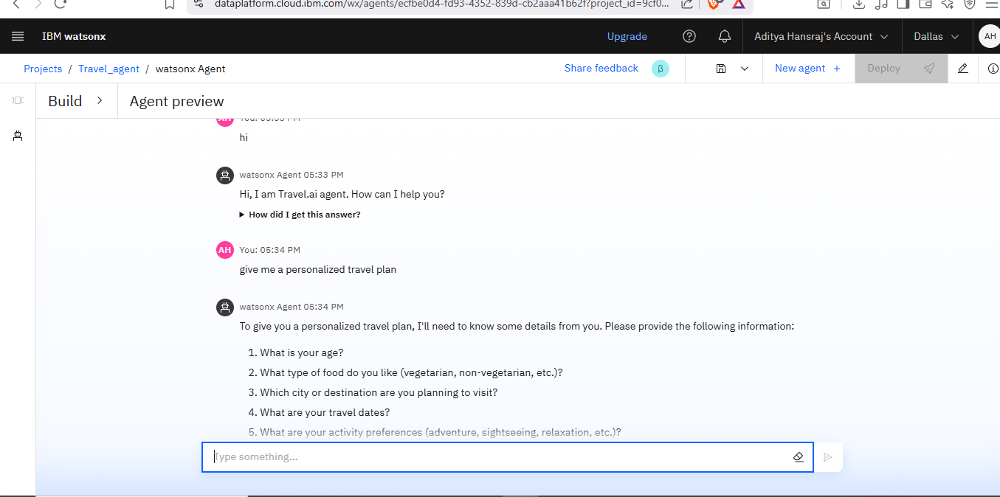 dataplatform.cloud.ibm.com/wx/agents/ecfbe0d4-fd93-4352-839d-cb2aaa41b62f?project_id=9cf0...
IBM watsonx
Upgrade
Aditya Hansraj's Account
Dallas
AH
Projects / Travel_agent / watsonx Agent
Share feedback
β
New agent +
Deploy
Build
Agent preview
AH
You: 05:33 PM
hi
watsonx Agent 05:33 PM
Hi, I am Travel.ai agent. How can I help you?
How did I get this answer?
AH
You: 05:34 PM
give me a personalized travel plan
watsonx Agent 05:34 PM
To give you a personalized travel plan, I'll need to know some details from you. Please provide the following information:
1. What is your age?
2. What type of food do you like (vegetarian, non-vegetarian, etc.)?
3. Which city or destination are you planning to visit?
4. What are your travel dates?
5. What are your activity preferences (adventure, sightseeing, relaxation, etc.)?
Type something...